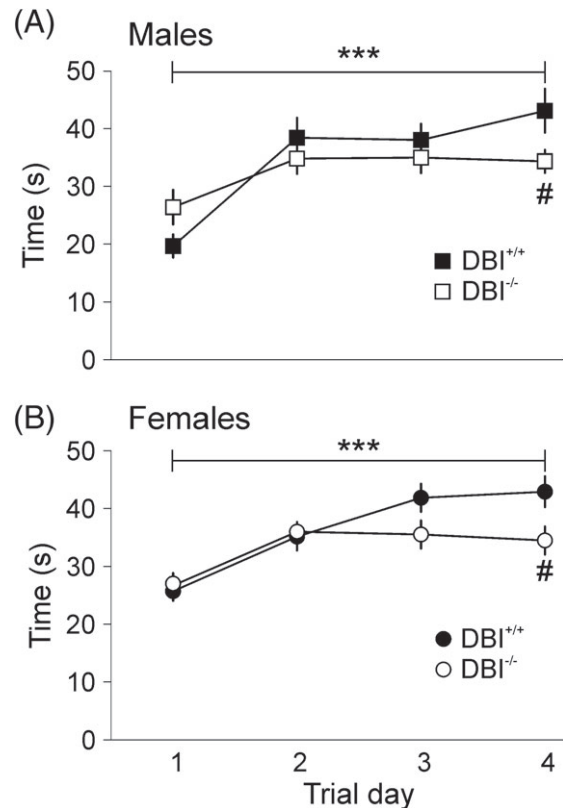 (A) Males
***
50
40
30
20
10
0
Time (s)
#
DBI+/+
DBI-/-
(B) Females
***
50
40
30
20
10
0
Time (s)
#
DBI+/+
DBI-/-
1 2 3 4
Trial day